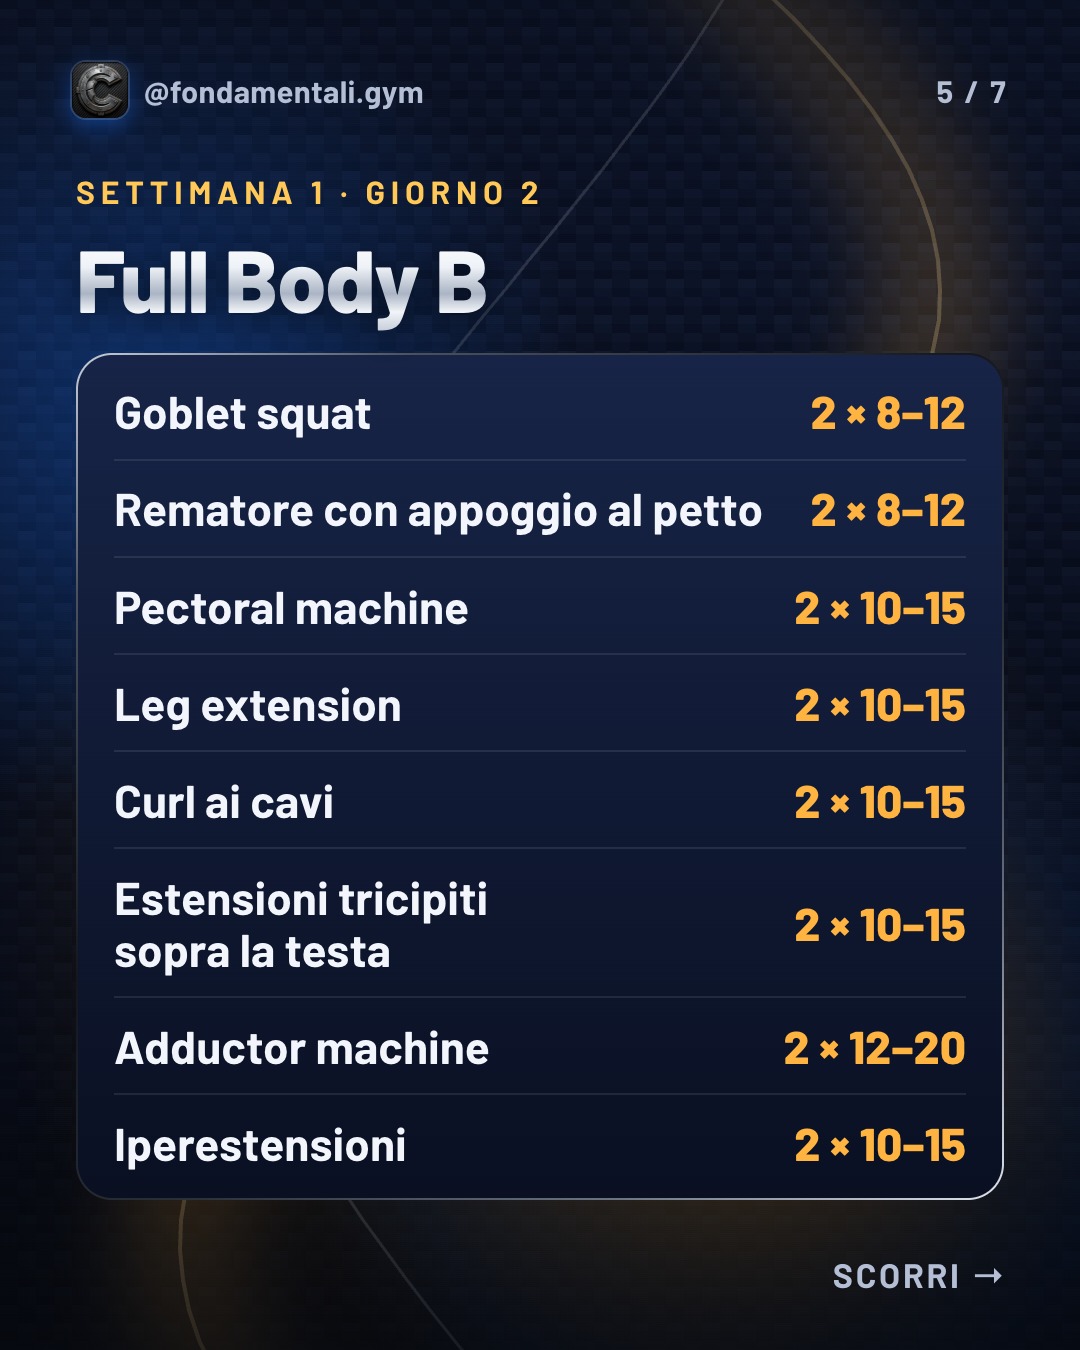 @fondamentali.gym
5 / 7
SETTIMANA 1 · GIORNO 2
Full Body B
Goblet squat 2 × 8–12
Rematore con appoggio al petto 2 × 8–12
Pectoral machine 2 × 10–15
Leg extension 2 × 10–15
Curl ai cavi 2 × 10–15
Estensioni tricipiti
sopra la testa 2 × 10–15
Adductor machine 2 × 12–20
Iperestensioni 2 × 10–15
SCORRI →